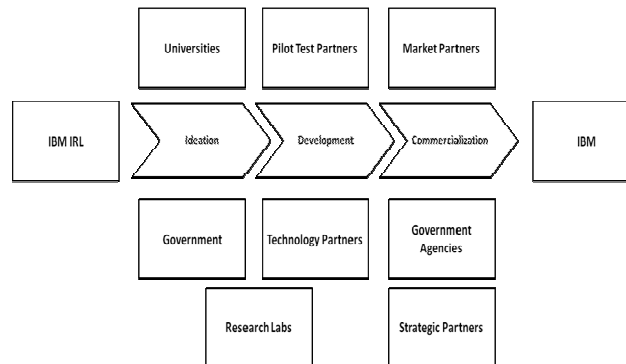 Universities
Pilot Test Partners
Market Partners
IBM IRL
Ideation
Development
Commercialization
IBM
Government
Technology Partners
Government
Agencies
Research Labs
Strategic Partners